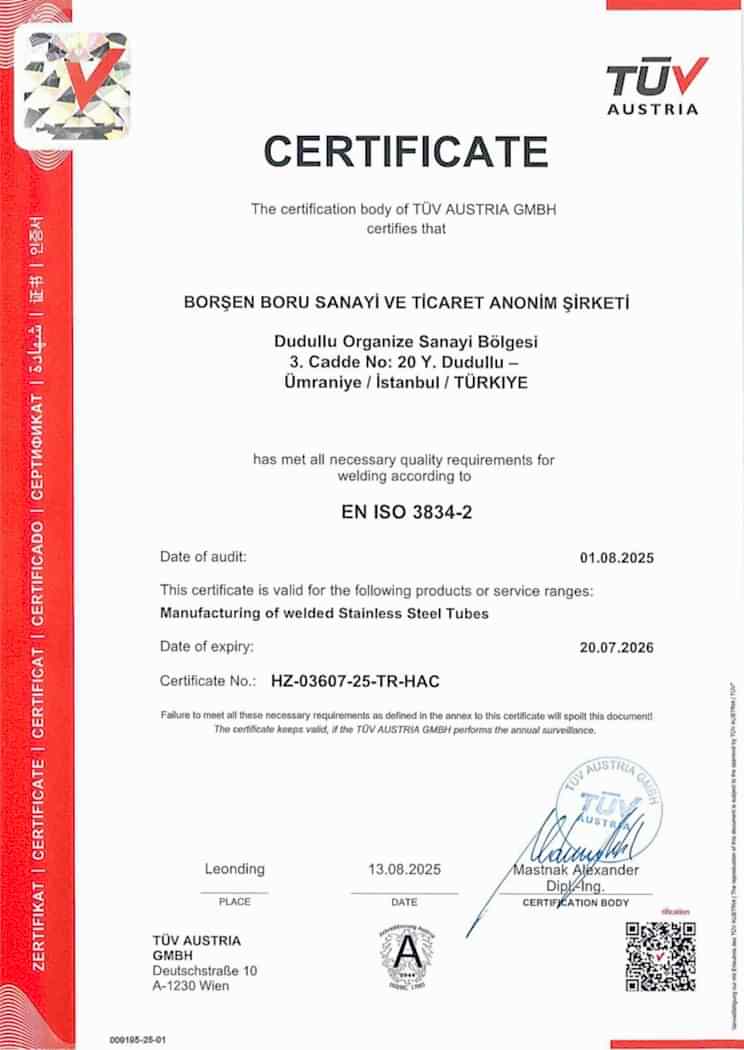 TÜV
AUSTRIA
CERTIFICATE
The certification body of TÜV AUSTRIA GMBH
certifies that
BORŞEN BORU SANAYİ VE TİCARET ANONİM ŞİRKETİ
Dudullu Organize Sanayi Bölgesi
3. Cadde No: 20 Y. Dudullu –
Ümraniye / İstanbul / TÜRKIYE
has met all necessary quality requirements for
welding according to
EN ISO 3834-2
Date of audit: 01.08.2025
This certificate is valid for the following products or service ranges:
Manufacturing of welded Stainless Steel Tubes
Date of expiry: 20.07.2026
Certificate No.: HZ-03607-25-TR-HAC
Failure to meet all these necessary requirements as defined in the annex to this certificate will spoilt this document!
The certificate keeps valid, if the TÜV AUSTRIA GMBH performs the annual surveillance.
TÜV AUSTRIA GMBH
TÜV
AUSTRIA
Leonding
PLACE
13.08.2025
DATE
Mastnak Alexander
Dipl.-Ing.
CERTIFICATION BODY
TÜV AUSTRIA
GMBH
Deutschstraße 10
A-1230 Wien
A
tification
009195-25-01
ZERTIFIKAT | CERTIFICATE | CERTIFICAT | CERTIFICADO | СЕРТИФИКАТ | شهادة | 证书 | 인증서